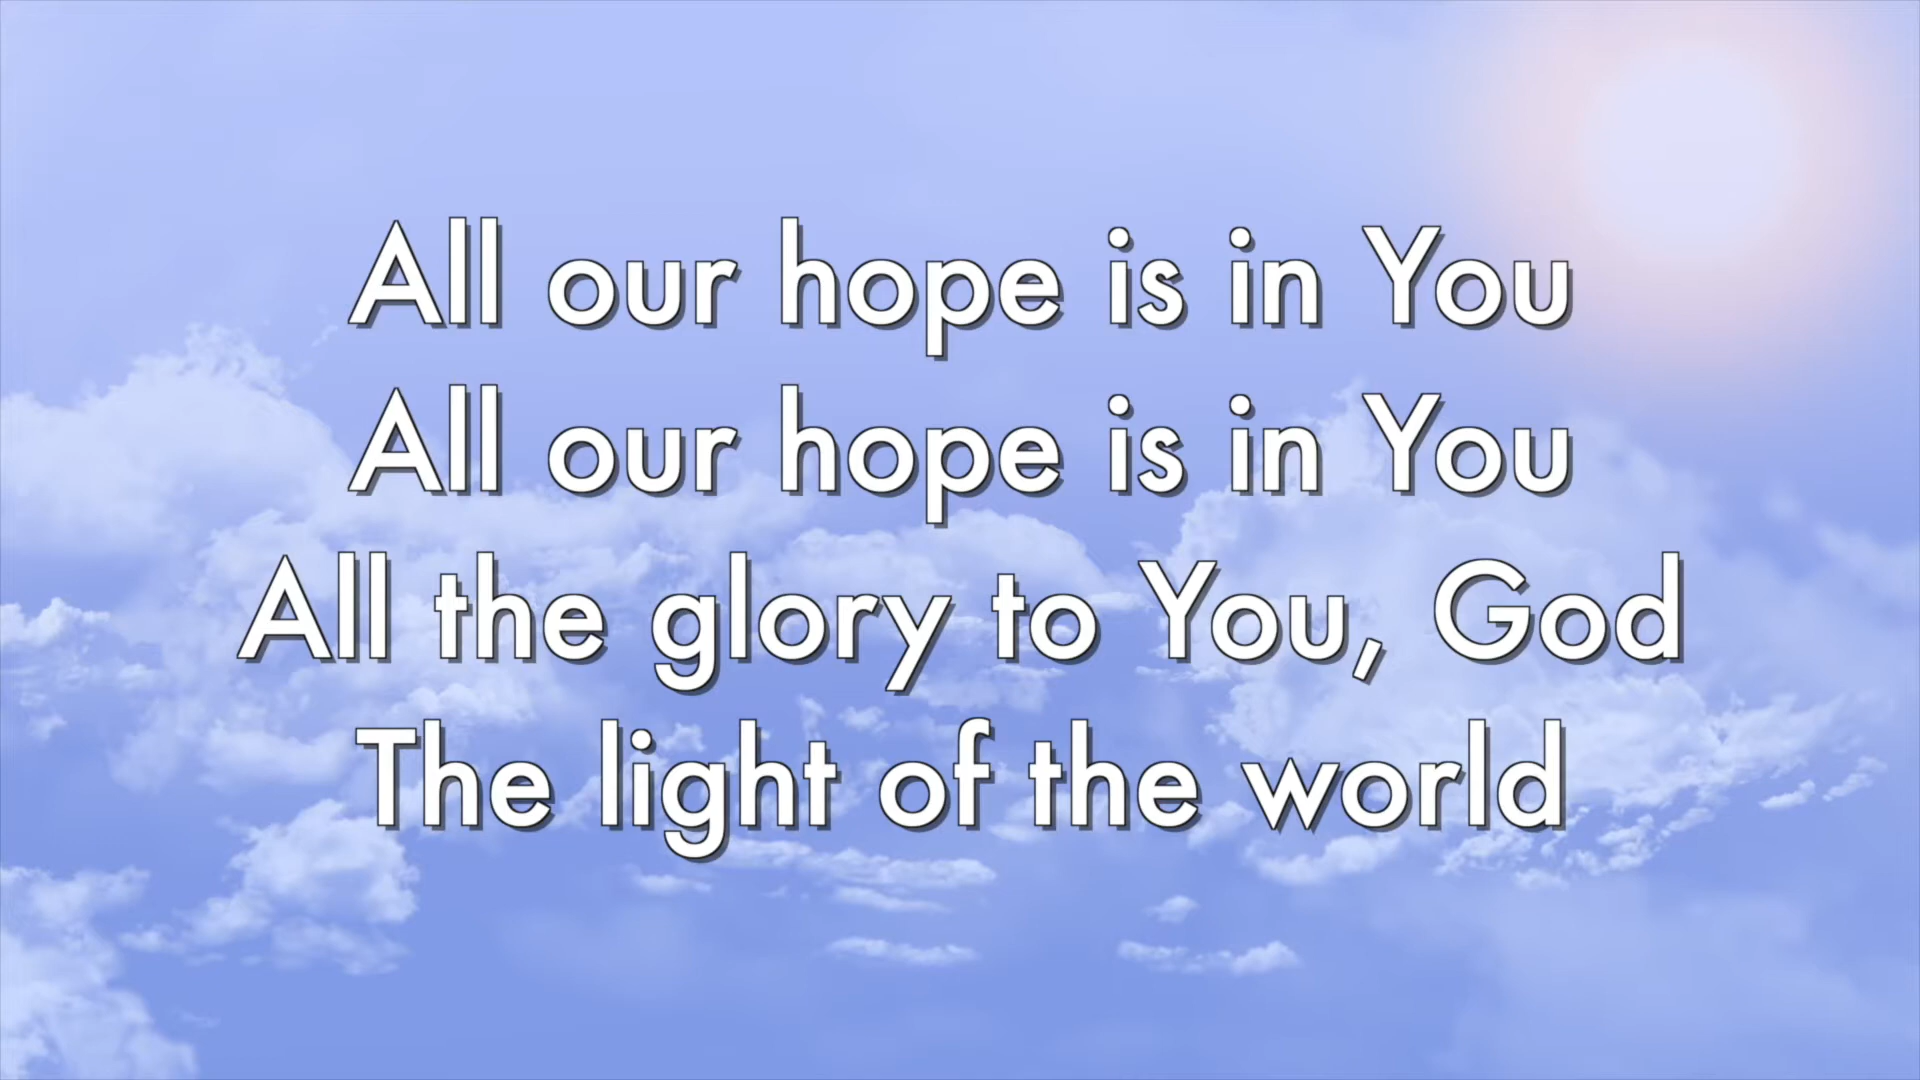 All our hope is in You
All our hope is in You
All the glory to You, God
The light of the world